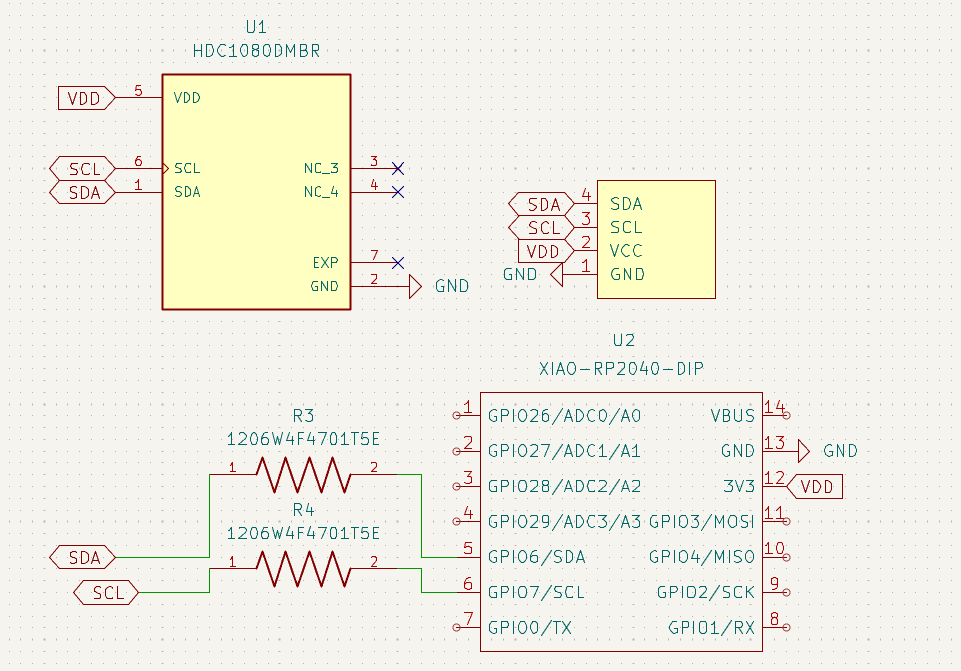 U1
HDC1080DMBR
VDD 5 VDD
SCL 6 SCL NC_3 3
SDA 1 SDA NC_4 4
EXP 7
GND 2 GND
SDA 4 SDA
SCL 3 SCL
VDD 2 VCC
GND 1 GND
U2
XIAO-RP2040-DIP
R3
1206W4F4701T5E
1 2
R4
1206W4F4701T5E
1 2
SDA
SCL
1 GPIO26/ADC0/A0 VBUS 14
2 GPIO27/ADC1/A1 GND 13 GND
3 GPIO28/ADC2/A2 3V3 12 VDD
4 GPIO29/ADC3/A3 GPIO3/MOSI 11
5 GPIO6/SDA GPIO4/MISO 10
6 GPIO7/SCL GPIO2/SCK 9
7 GPIO0/TX GPIO1/RX 8